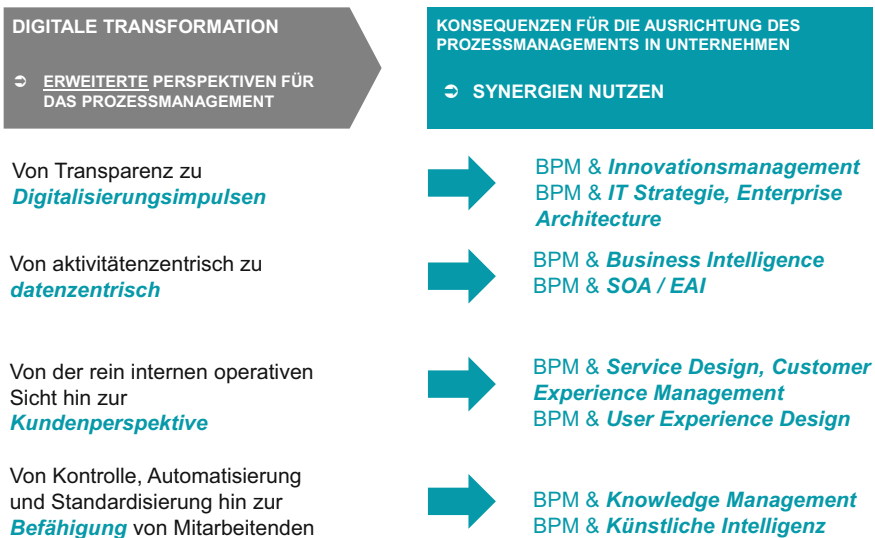 DIGITALE TRANSFORMATION
➲ ERWEITERTE PERSPEKTIVEN FÜR
DAS PROZESSMANAGEMENT
KONSEQUENZEN FÜR DIE AUSRICHTUNG DES
PROZESSMANAGEMENTS IN UNTERNEHMEN
➲ SYNERGIEN NUTZEN
Von Transparenz zu
Digitalisierungsimpulsen
BPM & Innovationsmanagement
BPM & IT Strategie, Enterprise
Architecture
Von aktivitätenzentrisch zu
datenzentrisch
BPM & Business Intelligence
BPM & SOA / EAI
Von der rein internen operativen
Sicht hin zur
Kundenperspektive
BPM & Service Design, Customer
Experience Management
BPM & User Experience Design
Von Kontrolle, Automatisierung
und Standardisierung hin zur
Befähigung von Mitarbeitenden
BPM & Knowledge Management
BPM & Künstliche Intelligenz